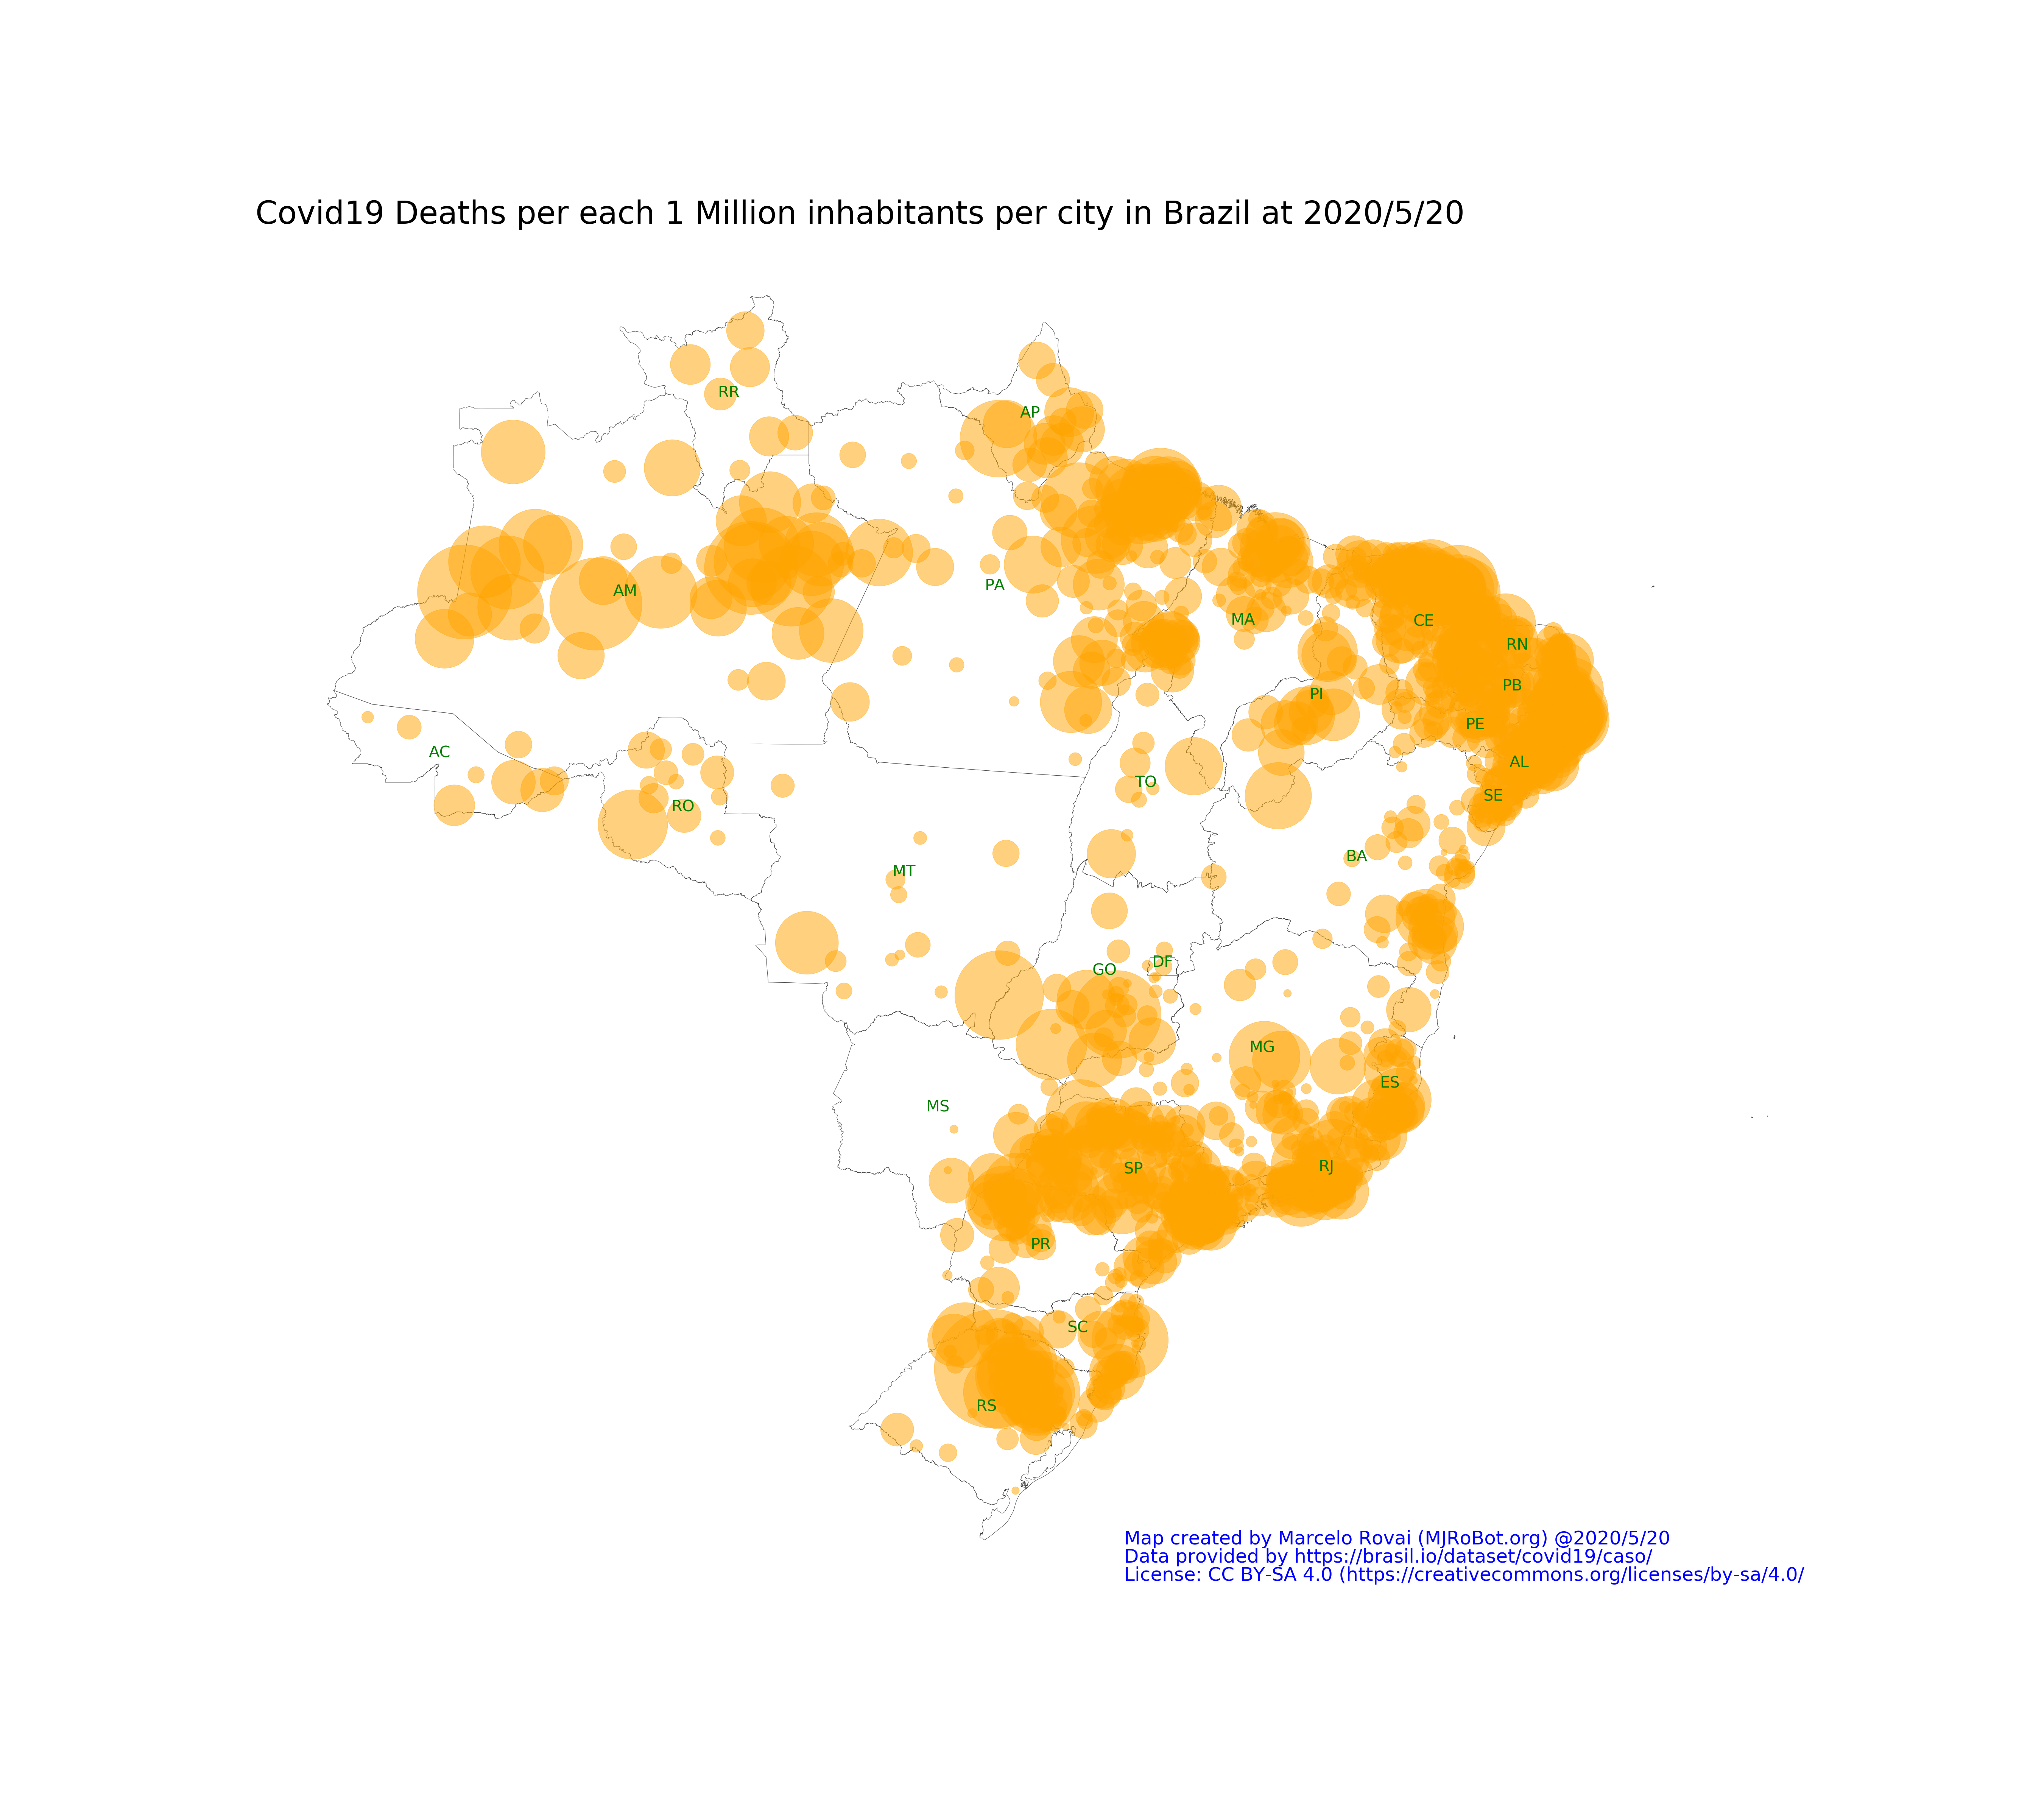 Covid19 Deaths per each 1 Million inhabitants per city in Brazil at 2020/5/20
RR
AP
AM
PA
MA
CE
RN
PB
PI
PE
AC
AL
TO
SE
RO
BA
MT
DF
GO
MG
ES
MS
RJ
SP
PR
SC
RS
Map created by Marcelo Rovai (MJRoBot.org) @2020/5/20
Data provided by https://brasil.io/dataset/covid19/caso/
License: CC BY-SA 4.0 (https://creativecommons.org/licenses/by-sa/4.0/